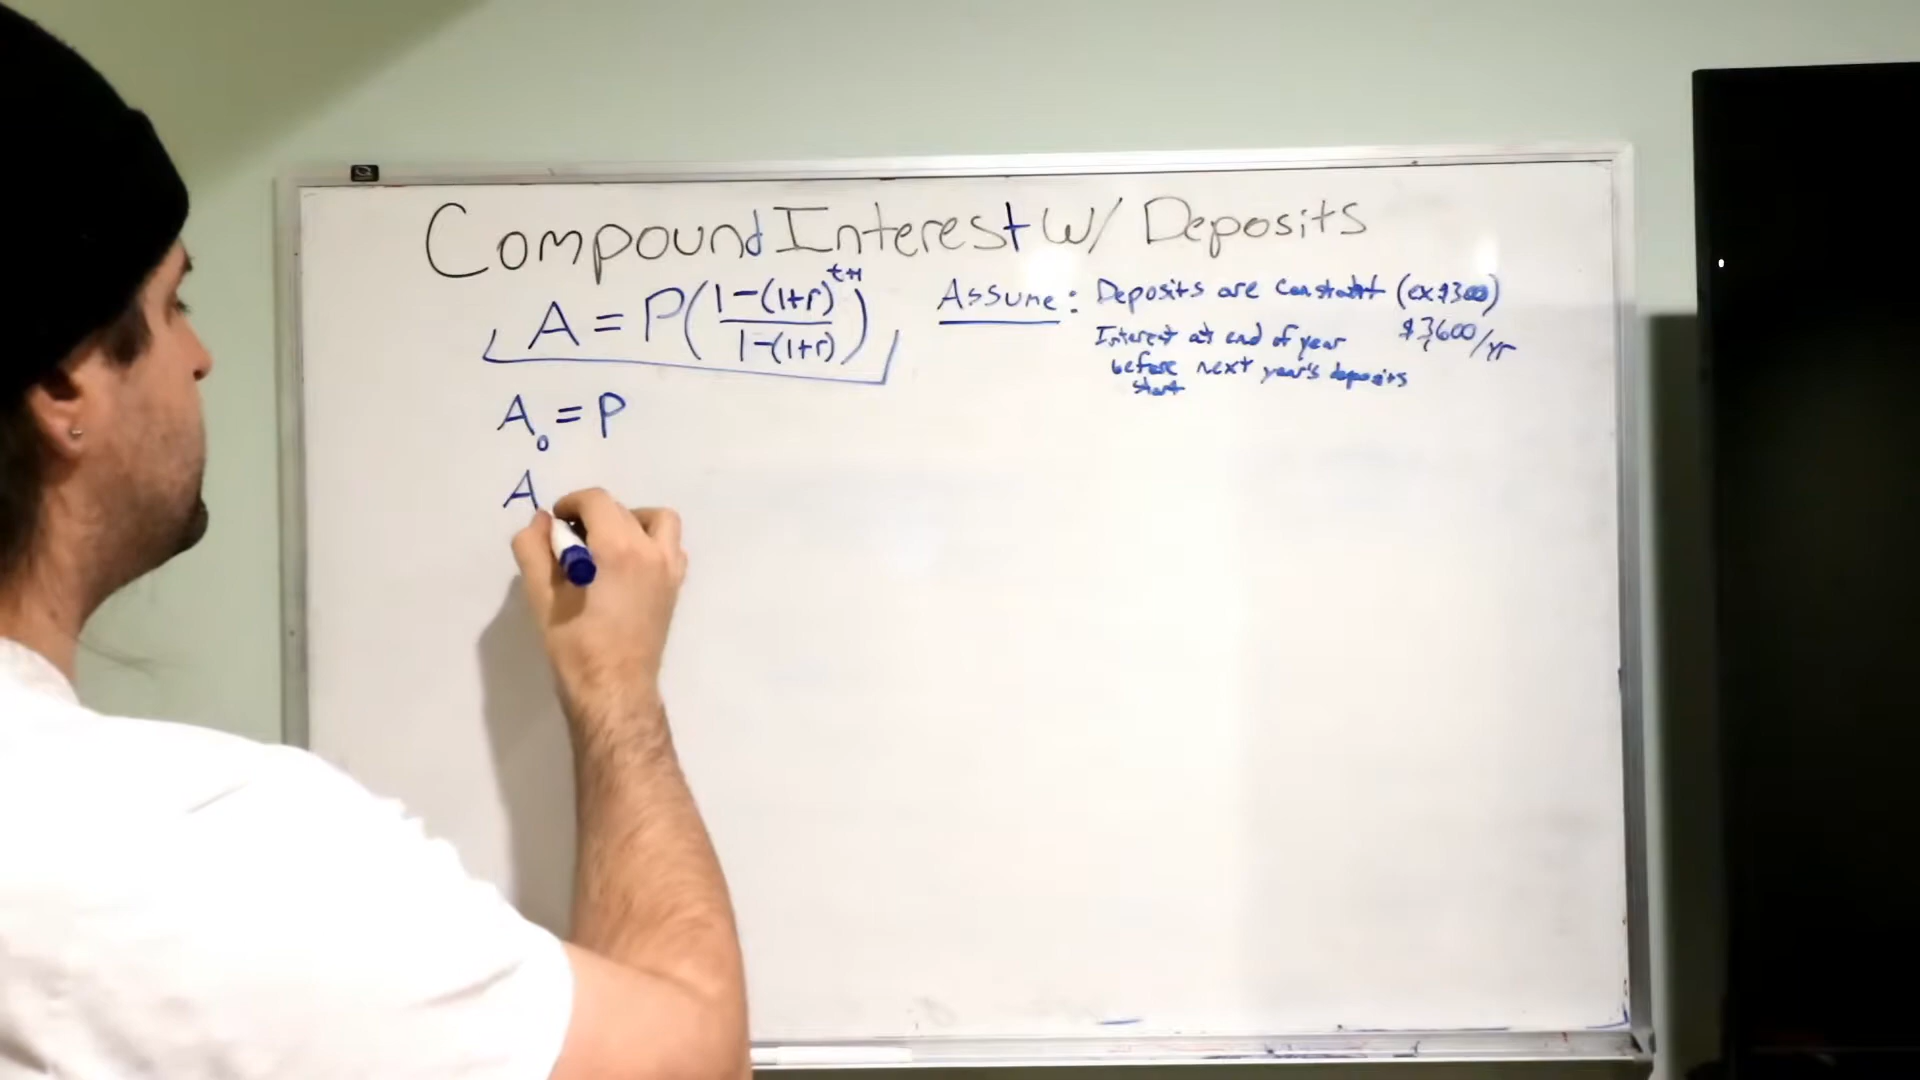 Compound Interest w/ Deposits
A = P((1-(1+r)^t+1)/(1-(1+r)))
Assume: Deposits are constant (ex $300)
$3600/yr
Interest at end of year
before next year's deposits
start
A₀ = P
A